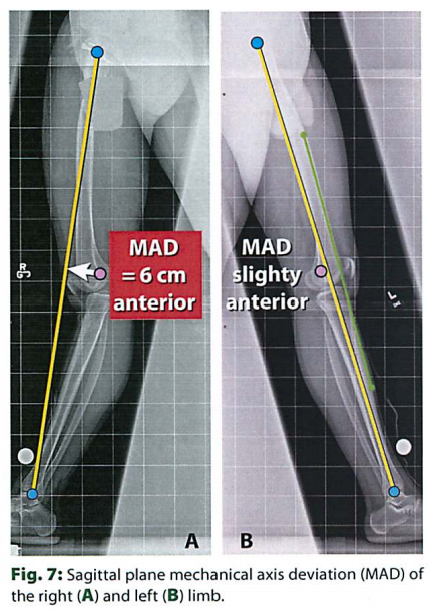 MAD
= 6 cm
anterior
MAD
slighty
anterior
R
L
A
B
Fig. 7: Sagittal plane mechanical axis deviation (MAD) of
the right (A) and left (B) limb.